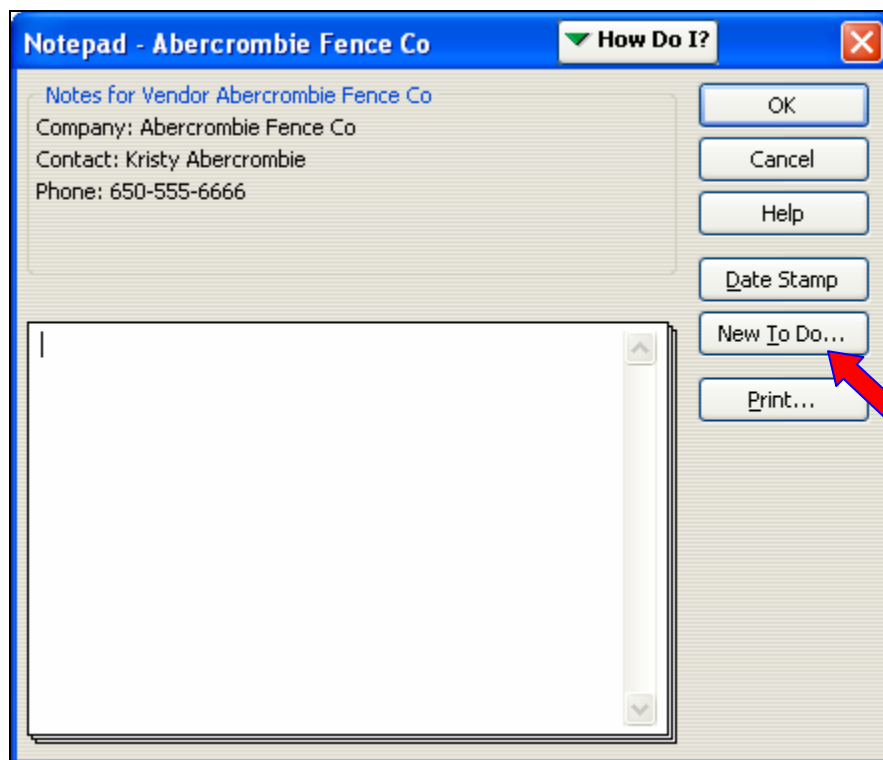 Notepad - Abercrombie Fence Co
How Do I?
Notes for Vendor Abercrombie Fence Co
Company: Abercrombie Fence Co
Contact: Kristy Abercrombie
Phone: 650-555-6666
OK
Cancel
Help
Date Stamp
New To Do...
Print...